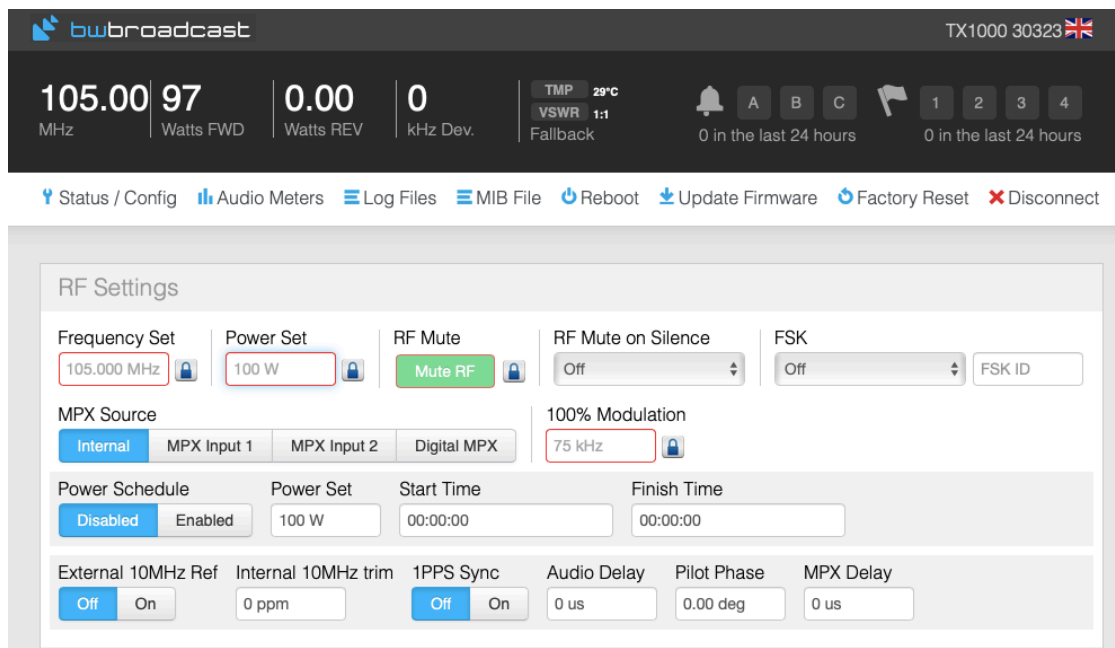 bwbroadcast TX1000 30323
105.00 97 0.00 0 TMP 29°C A B C 1 2 3 4
VSWR 1:1
MHz Watts FWD Watts REV kHz Dev. Fallback 0 in the last 24 hours 0 in the last 24 hours
Status / Config Audio Meters Log Files MIB File Reboot Update Firmware Factory Reset Disconnect
RF Settings
Frequency Set Power Set RF Mute RF Mute on Silence FSK
105.000 MHz 100 W Mute RF Off Off FSK ID
MPX Source 100% Modulation
Internal MPX Input 1 MPX Input 2 Digital MPX 75 kHz
Power Schedule Power Set Start Time Finish Time
Disabled Enabled 100 W 00:00:00 00:00:00
External 10MHz Ref Internal 10MHz trim 1PPS Sync Audio Delay Pilot Phase MPX Delay
Off On 0 ppm Off On 0 us 0.00 deg 0 us